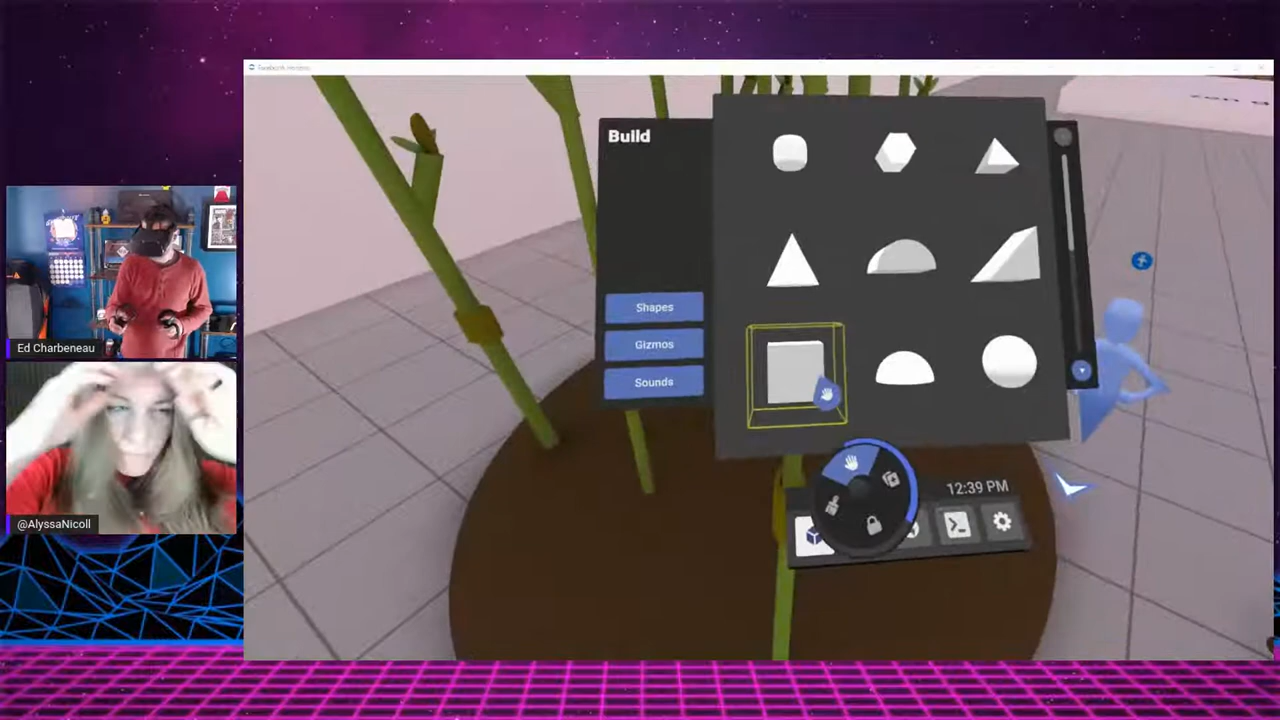 Build
Shapes
Gizmos
Sounds
12:39 PM
Ed Charbeneau
@AlyssaNicoll